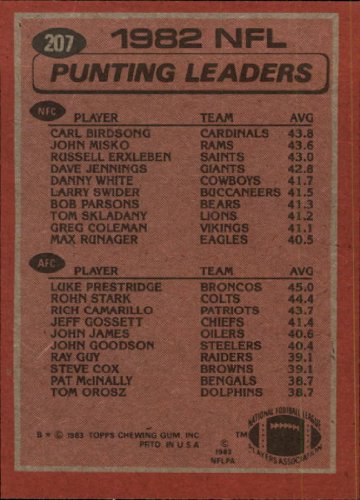 207
1982 NFL
PUNTING LEADERS
NFC PLAYER TEAM AVG
CARL BIRDSONG CARDINALS 43.8
JOHN MISKO RAMS 43.6
RUSSELL ERXLEBEN SAINTS 43.0
DAVE JENNINGS GIANTS 42.8
DANNY WHITE COWBOYS 41.7
LARRY SWIDER BUCCANEERS 41.5
BOB PARSONS BEARS 41.3
TOM SKLADANY LIONS 41.2
GREG COLEMAN VIKINGS 41.1
MAX RUNAGER EAGLES 40.5
AFC PLAYER TEAM AVG
LUKE PRESTRIDGE BRONCOS 45.0
ROHN STARK COLTS 44.4
RICH CAMARILLO PATRIOTS 43.7
JEFF GOSSETT CHIEFS 41.4
JOHN JAMES OILERS 40.6
JOHN GOODSON STEELERS 40.4
RAY GUY RAIDERS 39.1
STEVE COX BROWNS 39.1
PAT McINALLY BENGALS 38.7
TOM OROSZ DOLPHINS 38.7
B * © 1983 TOPPS CHEWING GUM, INC.
PRTD. IN U.S.A.
© 1983 NFLPA
TM
NATIONAL FOOTBALL LEAGUE
PLAYERS ASSOCIATION